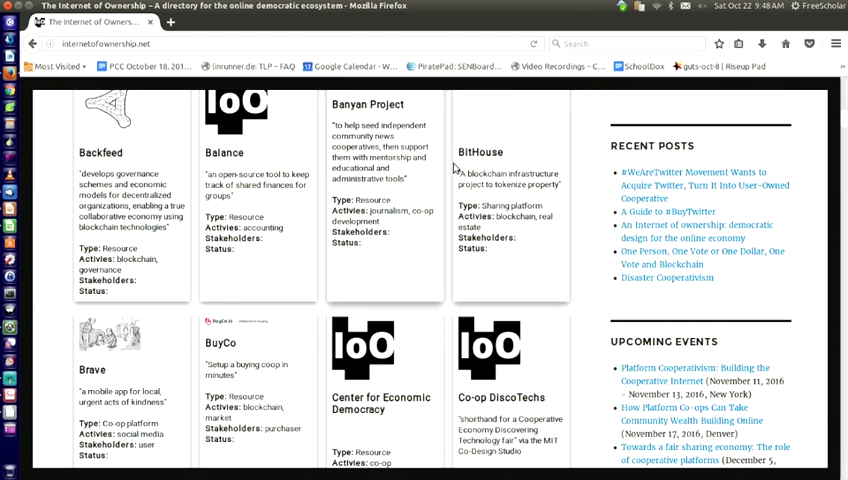 The Internet of Ownership – A directory for the online democratic ecosystem - Mozilla Firefox
Sat Oct 22 9:48 AM
FreeScholar
The Internet of Owners...
internetofownership.net
Search
Most Visited
PCC October 18, 201...
linrunner.de: TLP – FAQ
Google Calendar - W...
PiratePad: SENBoard...
Video Recordings – C...
SchoolDox
guts-oct-8 | Riseup Pad
Backfeed
"develops governance
schemes and economic
models for decentralized
organizations, enabling a true
collaborative economy using
blockchain technologies"
Type: Resource
Activies: blockchain,
governance
Stakeholders:
Status:
IoO
Balance
"an open-source tool to keep
track of shared finances for
groups"
Type: Resource
Activies: accounting
Stakeholders:
Status:
Banyan Project
"to help seed independent
community news
cooperatives, then support
them with mentorship and
educational and
administrative tools"
Type: Resource
Activies: journalism, co-op
development
Stakeholders:
Status:
BitHouse
"A blockchain infrastructure
project to tokenize property"
Type: Sharing platform
Activies: blockchain, real
estate
Stakeholders:
Status:
Brave
"a mobile app for local,
urgent acts of kindness"
Type: Co-op platform
Activies: social media
Stakeholders: user
Status:
BuyCo
"Setup a buying coop in
minutes"
Type: Resource
Activies: blockchain,
market
Stakeholders: purchaser
Status:
IoO
Center for Economic
Democracy
Type: Resource
Activies: co-op
IoO
Co-op DiscoTechs
"shorthand for a Cooperative
Economy Discovering
Technology fair" via the MIT
Co-Design Studio
RECENT POSTS
#WeAreTwitter Movement Wants to
Acquire Twitter, Turn It Into User-Owned
Cooperative
A Guide to #BuyTwitter
An Internet of ownership: democratic
design for the online economy
One Person, One Vote or One Dollar, One
Vote and Blockchain
Disaster Cooperativism
UPCOMING EVENTS
Platform Cooperativism: Building the
Cooperative Internet (November 11, 2016
- November 13, 2016, New York)
How Platform Co-ops Can Take
Community Wealth Building Online
(November 17, 2016, Denver)
Towards a fair sharing economy: The role
of cooperative platforms (December 5,